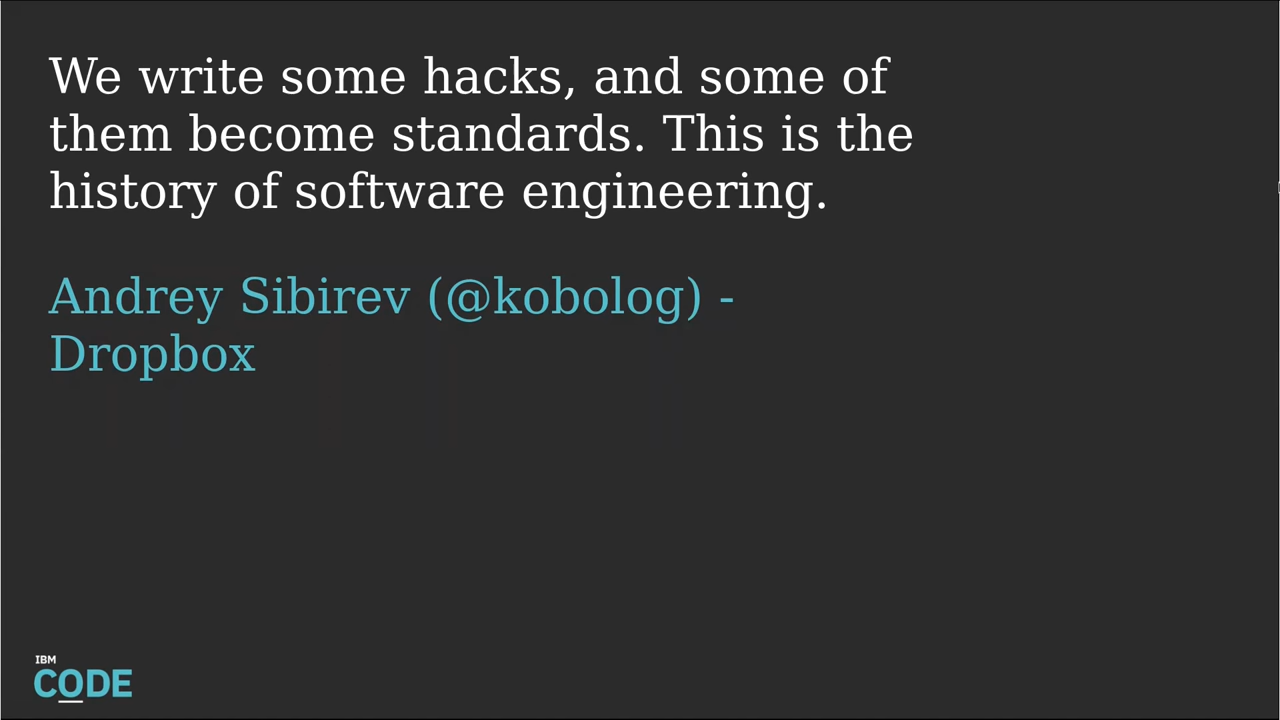 We write some hacks, and some of
them become standards. This is the
history of software engineering.
Andrey Sibirev (@kobolog) -
Dropbox
IBM
CODE